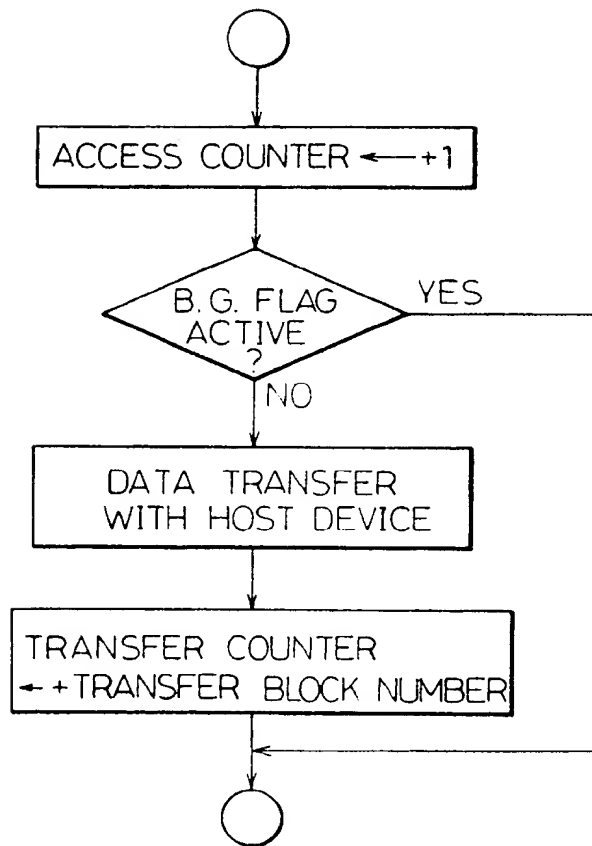 ACCESS COUNTER ← +1
B. G. FLAG
ACTIVE
?
YES
NO
DATA TRANSFER
WITH HOST DEVICE
TRANSFER COUNTER
← +TRANSFER BLOCK NUMBER